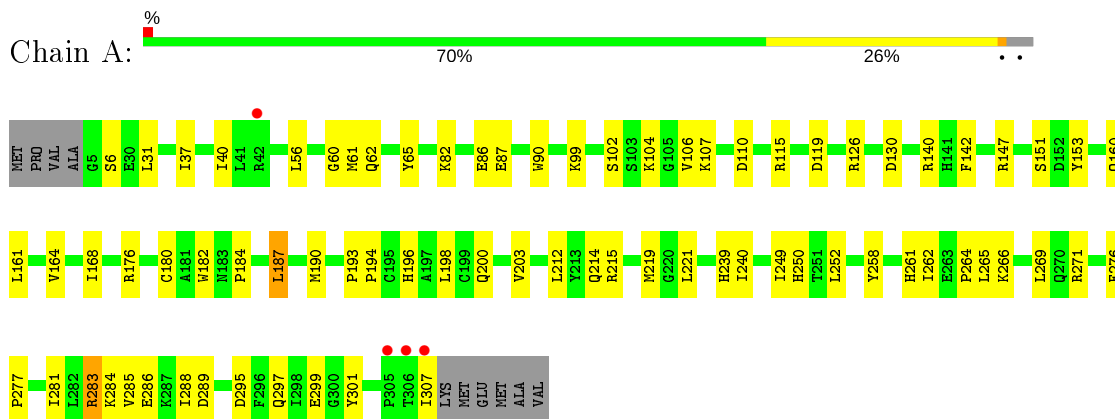 %
Chain A:
70% 26% • •
MET PRO VAL ALA G5 S6 E30 L31 I37 I40 L41 R42 L56 G60 M61 Q62 Y65 K82 E86 E87 W90 K99 S102 S103 K104 G105 V106 K107 D110 R115 D119 R126 D130 R140 H141 F142 R147 S151 D152 Y153
L161 V164 I168 R176 C180 A181 W182 N183 P184 L187 M190 P193 P194 C195 H196 A197 L198 C199 Q200 V203 L212 Y213 Q214 R215 M219 G220 L221 H239 I240 I249 H250 T251 L252 Y258 H261 I262 E263 P264 L265 K266 L269 Q270 R271
P277 I281 L282 R283 K284 V285 E286 K287 I288 D289 D295 F296 Q297 I298 E299 G300 Y301 P305 T306 I307 LYS MET GLU MET ALA VAL